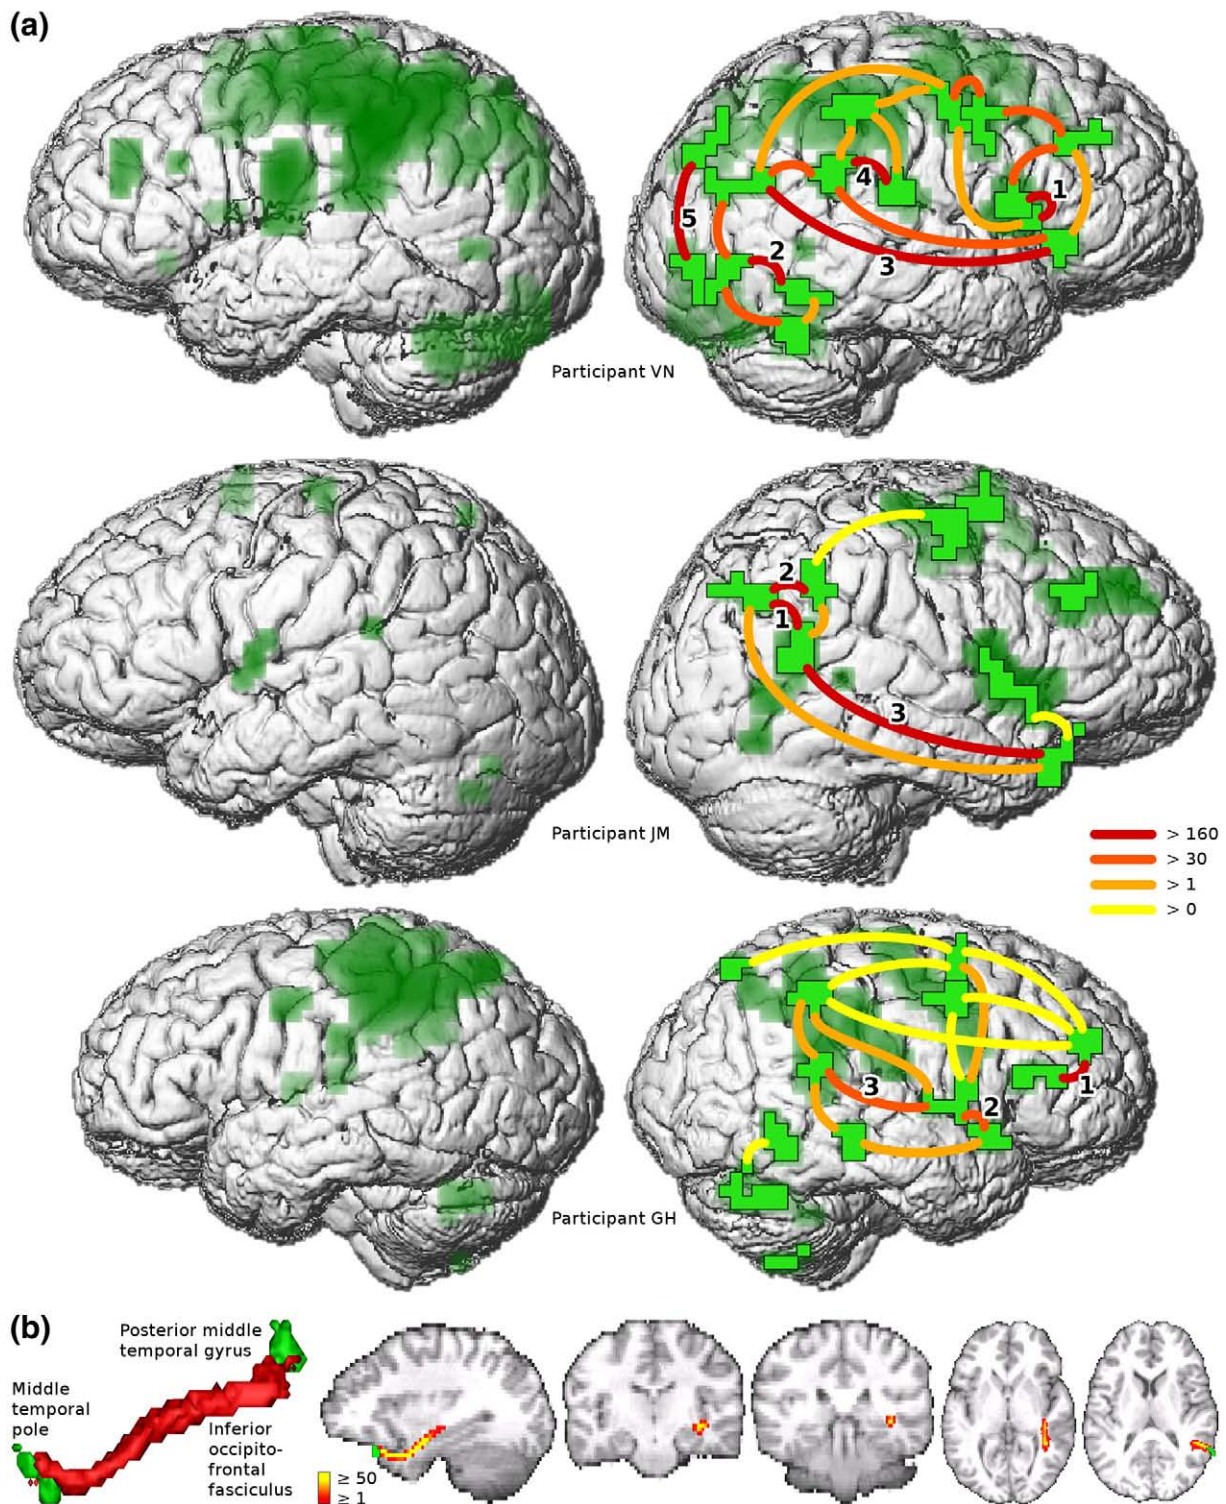 (a)
4
1
5
2
3
Participant VN
2
1
3
Participant JM
> 160
> 30
> 1
> 0
3
1
2
Participant GH
(b)
Posterior middle
temporal gyrus
Middle
temporal
pole
Inferior
occipito-
frontal
fasciculus
≥ 50
≥ 1